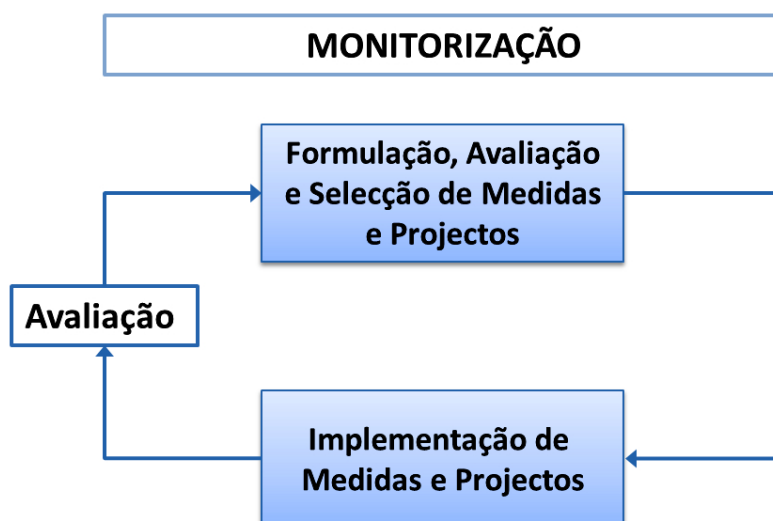 MONITORIZAÇÃO
Formulação, Avaliação
e Selecção de Medidas
e Projectos
Avaliação
Implementação de
Medidas e Projectos